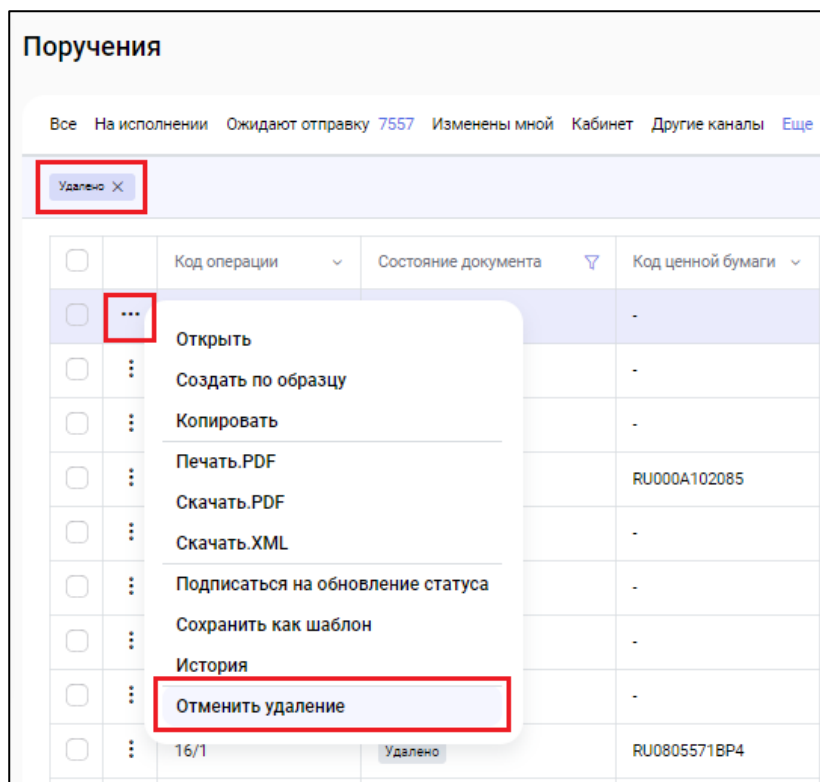 Поручения
Все На исполнении Ожидают отправку 7557 Изменены мной Кабинет Другие каналы Еще
Удалено
Код операции Состояние документа Код ценной бумаги
-
Открыть
Создать по образцу
-
Копировать
-
Печать.PDF
Скачать.PDF
RU000A102085
Скачать.XML
-
Подписаться на обновление статуса
-
Сохранить как шаблон
-
История
Отменить удаление
-
16/1 Удалено RU0805571BP4